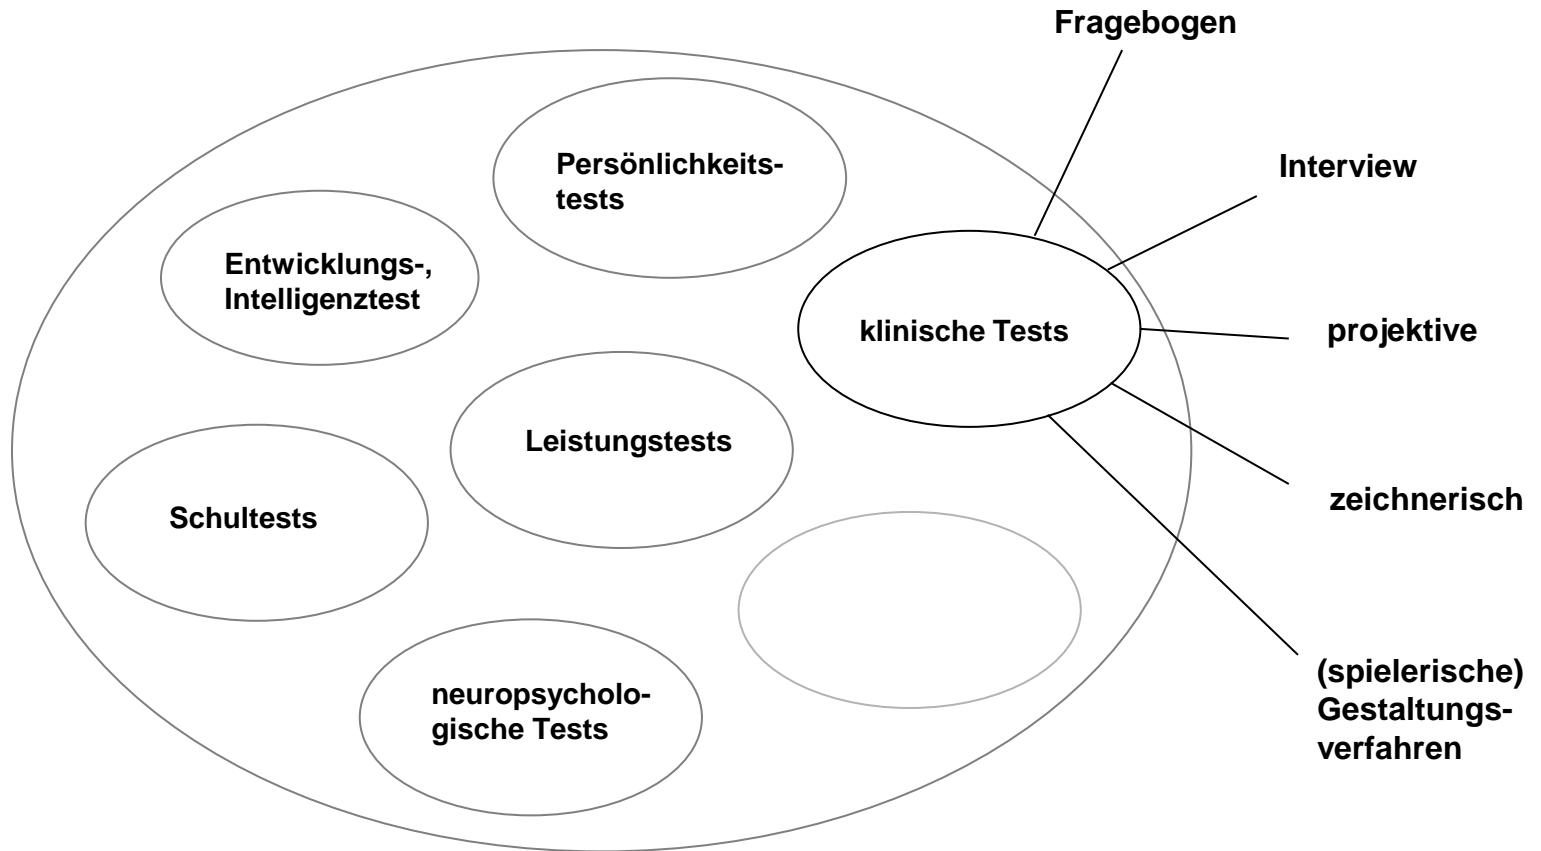 Fragebogen
Persönlichkeits-
tests
Interview
Entwicklungs-,
Intelligenztest
klinische Tests
projektive
Leistungstests
Schultests
zeichnerisch
neuropsycholo-
gische Tests
(spielerische)
Gestaltungs-
verfahren